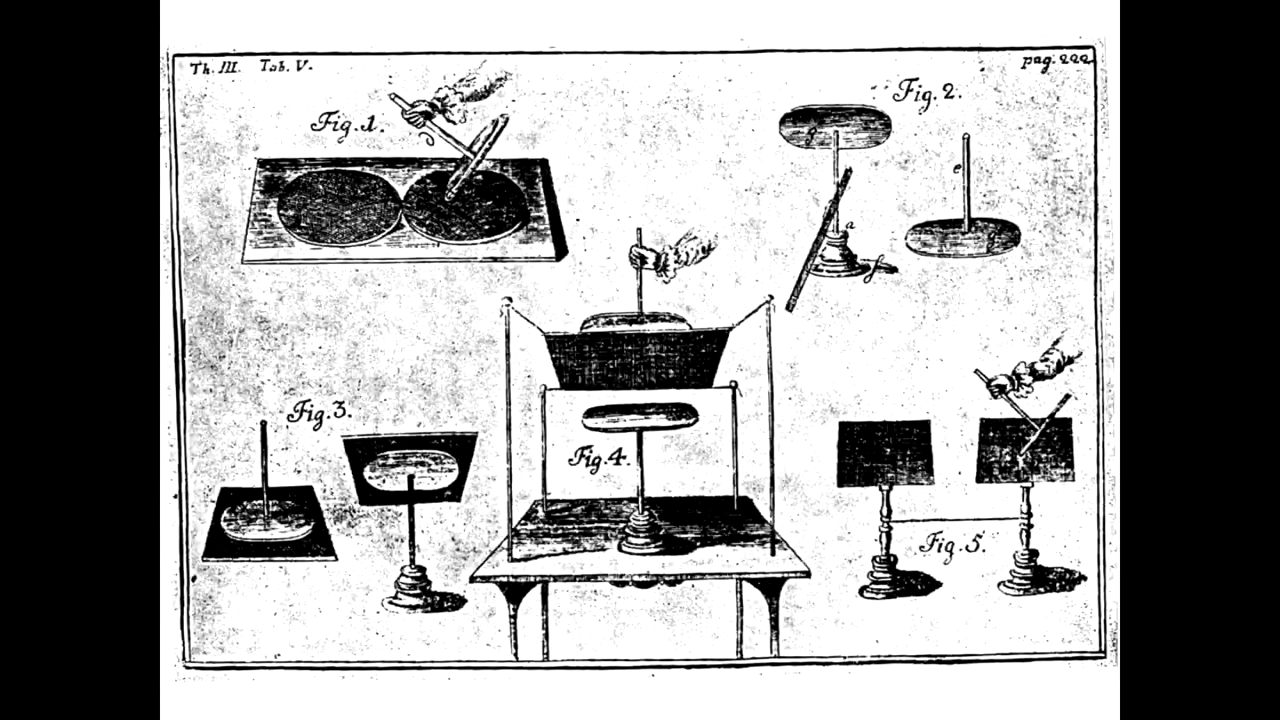 Th. III. Tab. V.
pag. 222.
Fig. 1.
Fig. 2.
g
e
a
f
Fig. 3.
Fig. 4.
Fig. 5.